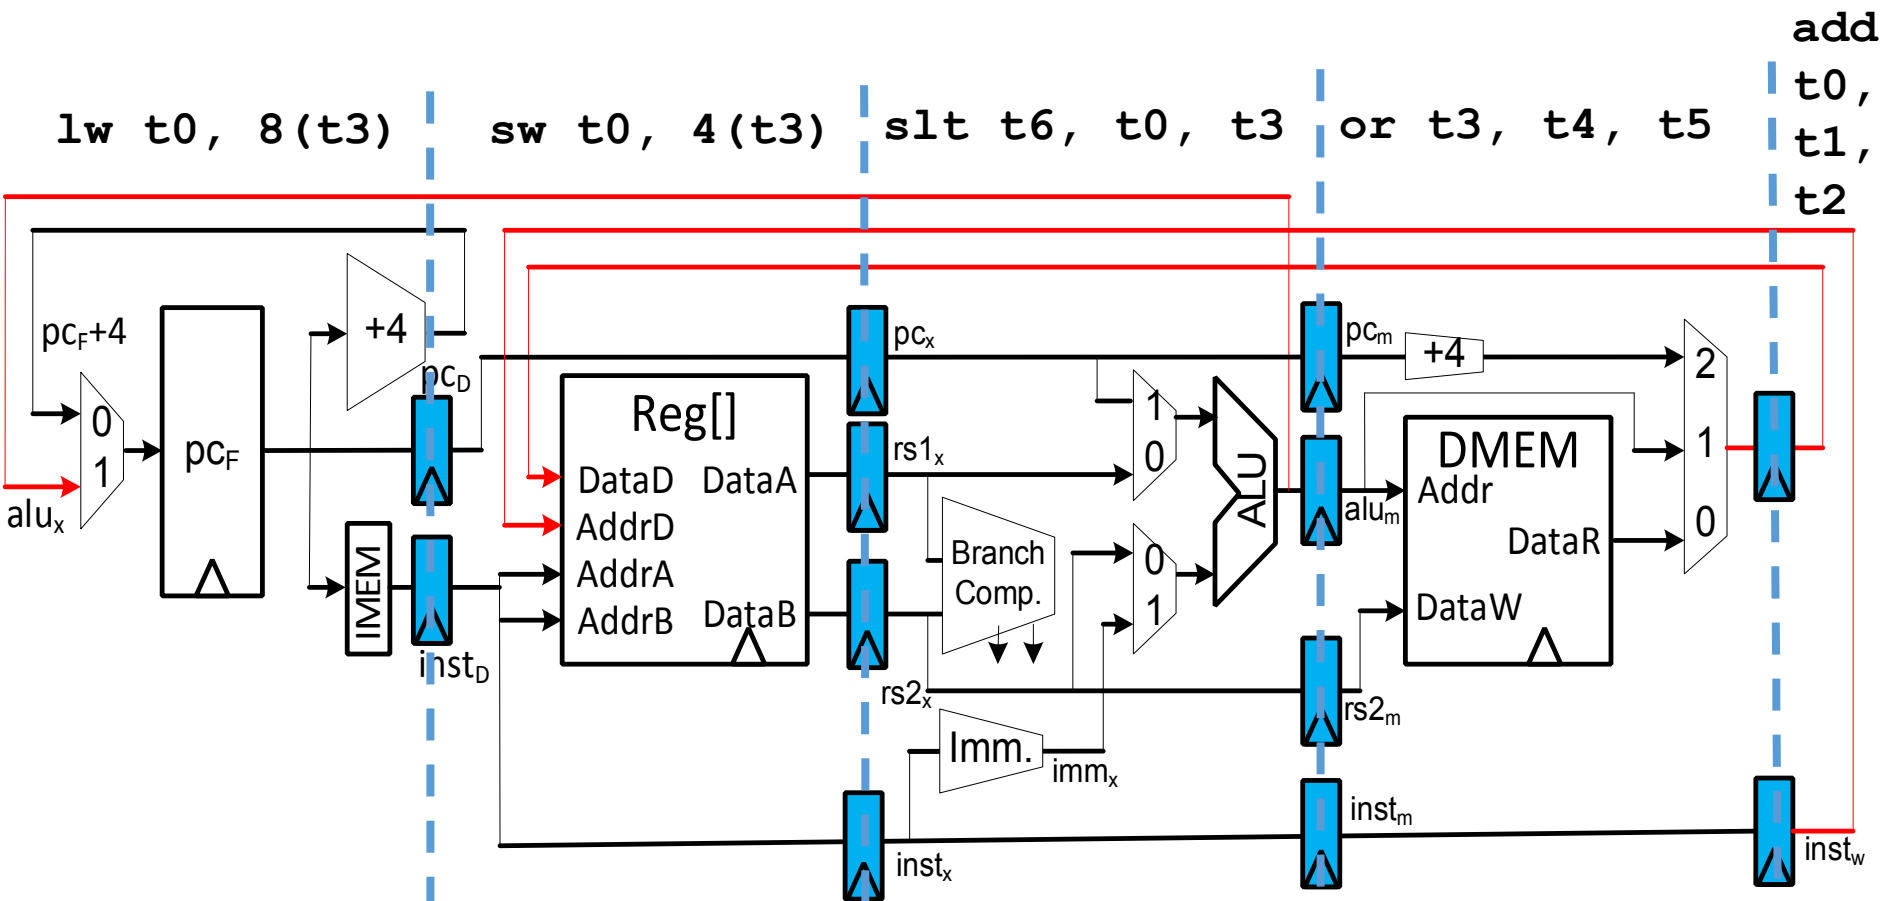 add
t0,
t1,
t2
lw t0, 8(t3)
sw t0, 4(t3)
slt t6, t0, t3
or t3, t4, t5
pcF+4
+4
pcD
pcx
pcm
+4
2
0
1
pcF
Reg[]
DataD DataA
AddrD
AddrA
AddrB DataB
rs1x
1
0
ALU
alum
DMEM
Addr
DataR
DataW
1
0
alux
IMEM
instD
Branch
Comp.
0
1
rs2x
rs2m
Imm.
immx
instx
instm
instw